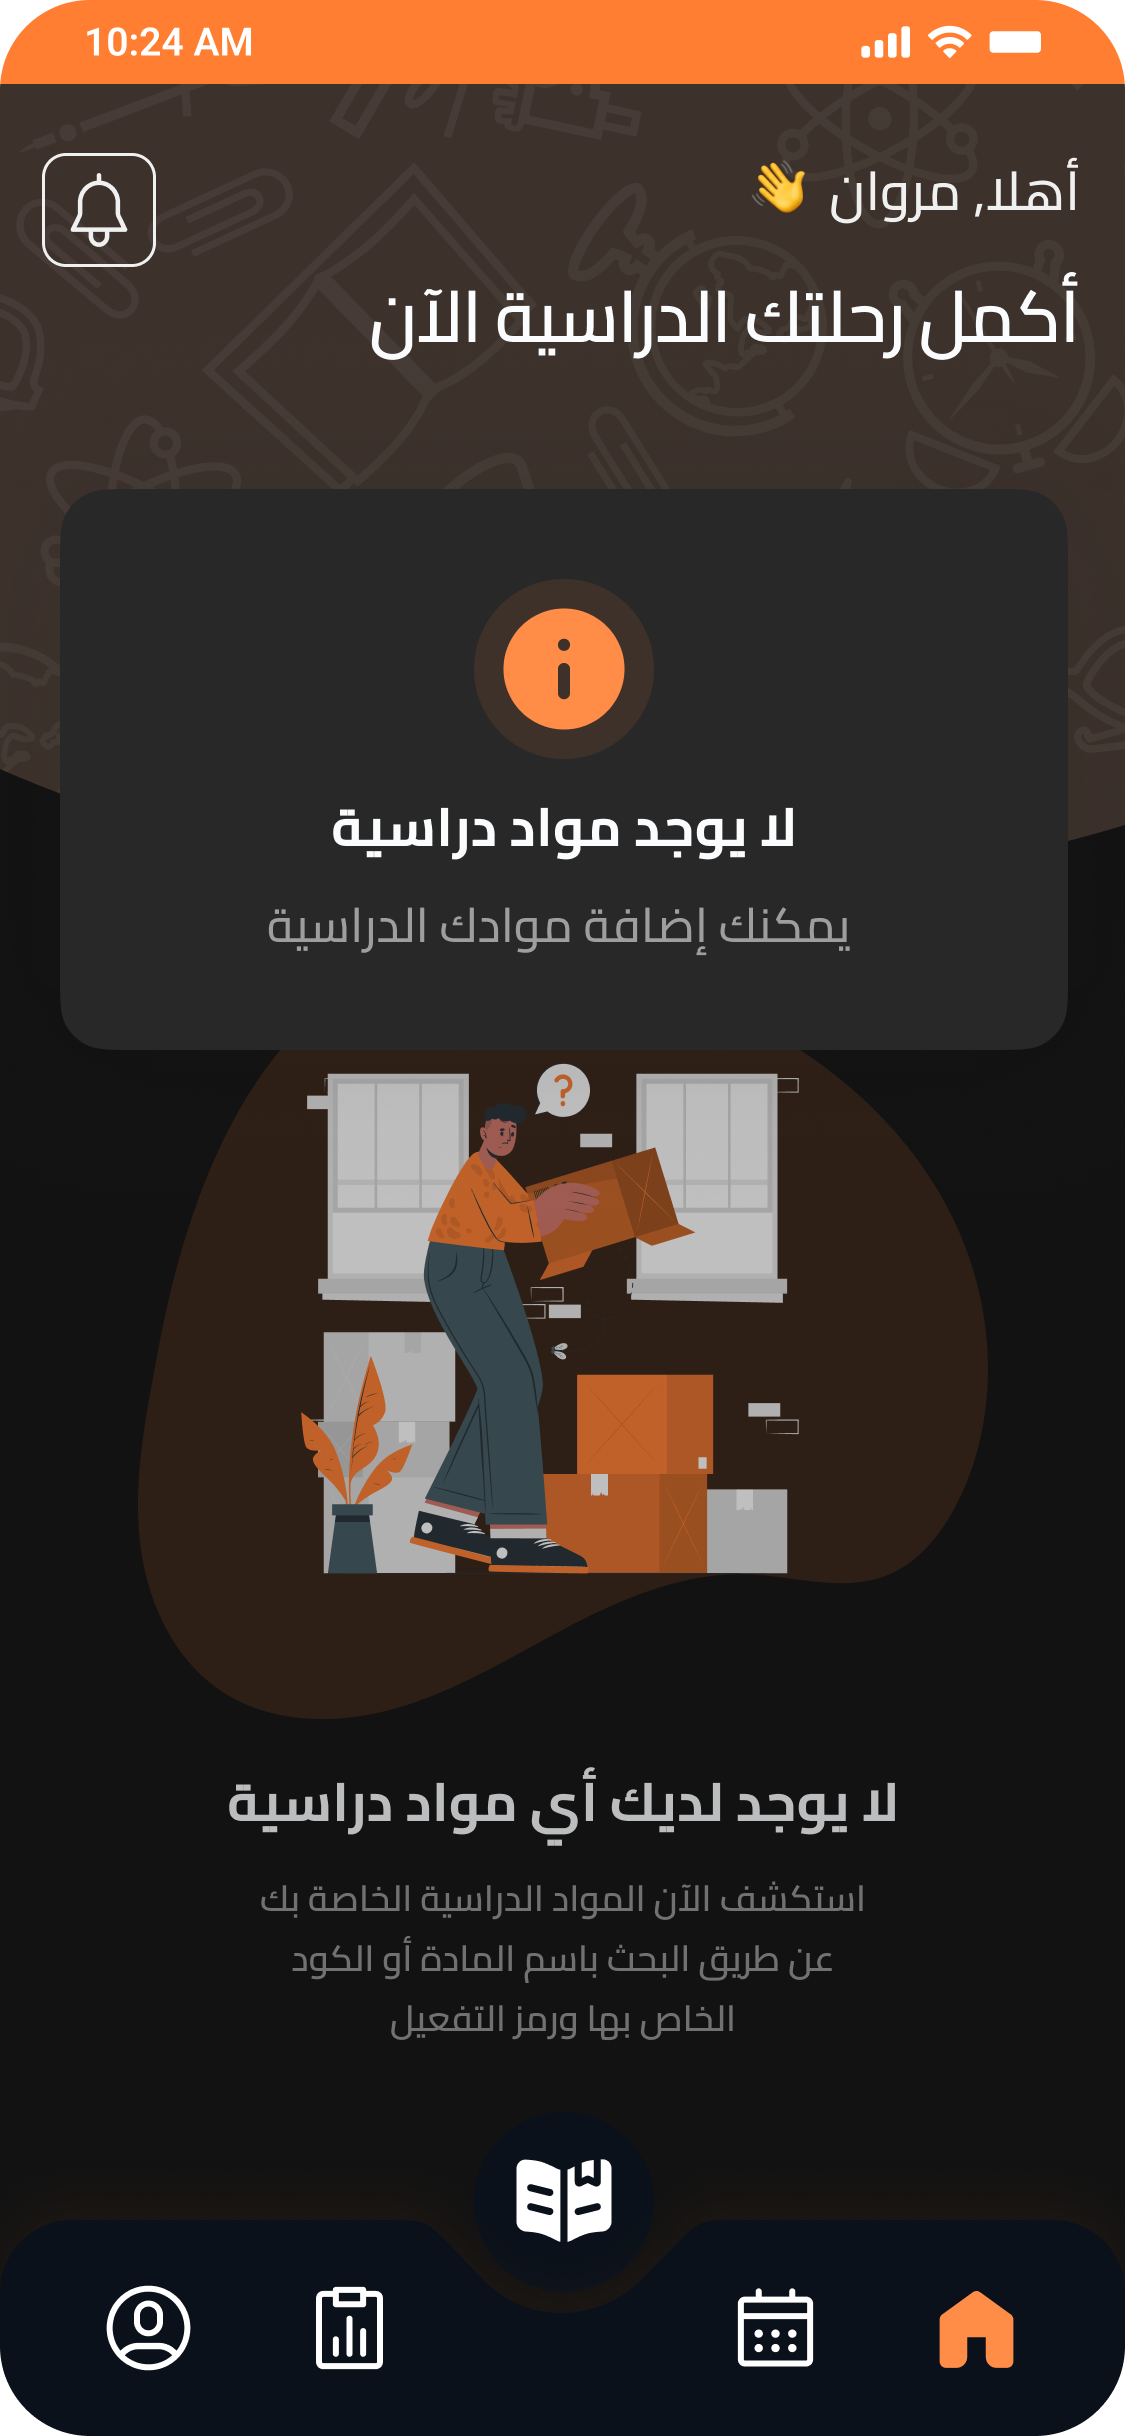 10:24 AM
أهلا, مروان 👋
أكمل رحلتك الدراسية الآن
لا يوجد مواد دراسية
يمكنك إضافة موادك الدراسية
?
لا يوجد لديك أي مواد دراسية
استكشف الآن المواد الدراسية الخاصة بك
عن طريق البحث باسم المادة أو الكود
الخاص بها ورمز التفعيل